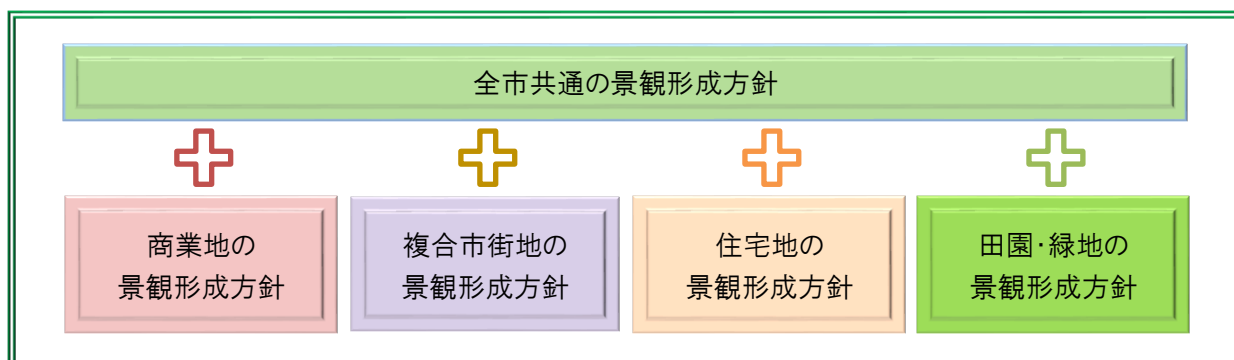 全市共通の景観形成方針
商業地の
景観形成方針
複合市街地の
景観形成方針
住宅地の
景観形成方針
田園・緑地の
景観形成方針